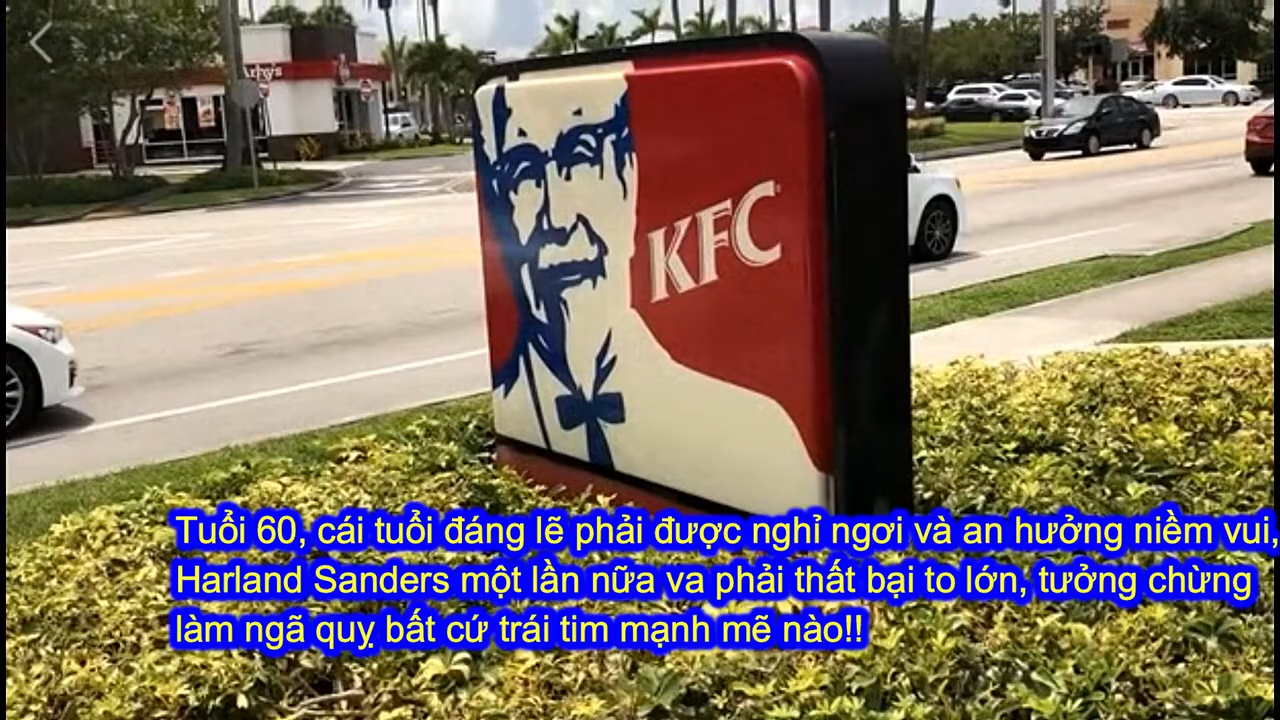 Arby's
KFC
Tuổi 60, cái tuổi đáng lẽ phải được nghỉ ngơi và an hưởng niềm vui,
Harland Sanders một lần nữa va phải thất bại to lớn, tưởng chừng
làm ngã quỵ bất cứ trái tim mạnh mẽ nào!!